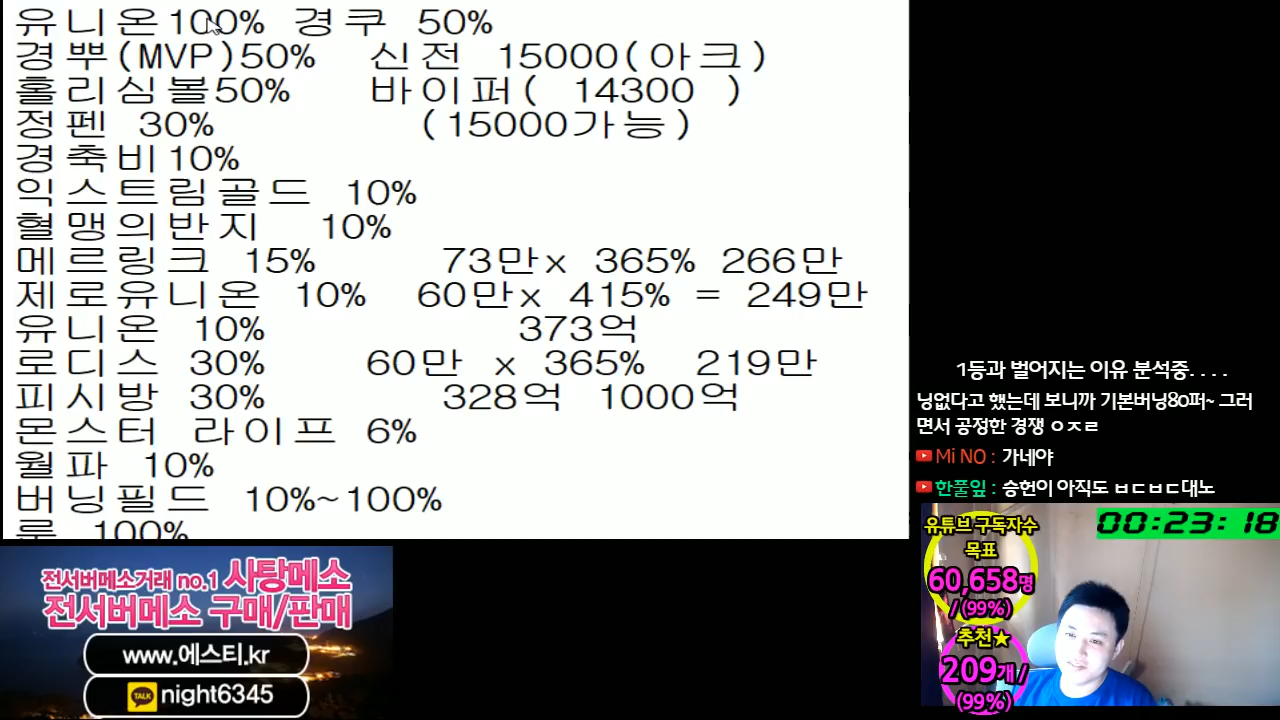 유니온100% 경쿠 50%
경뿌(MVP)50% 신전 15000(아크)
홀리심볼50% 바이퍼( 14300 )
정펜 30% (15000가능)
경축비10%
익스트림골드 10%
혈맹의반지 10%
메르링크 15% 73만x 365% 266만
제로유니온 10% 60만x 415% = 249만
유니온 10% 373억
로디스 30% 60만 x 365% 219만
피시방 30% 328억 1000억
몬스터 라이프 6%
월파 10%
버닝필드 10%~100%
룬 100%
1등과 벌어지는 이유 분석중....
닝없다고 했는데 보니까 기본버닝80퍼~ 그러
면서 공정한 경쟁 ㅇㅈㄹ
Mi NO : 가네야
한풀잎 : 승헌이 아직도 ㅂㄷㅂㄷ대노
00:23:18
유튜브 구독자수
목표
60,658명
/ (99%)
추천★
209개 /
(99%)
전서버메소거래 no.1 사탕메소
전서버메소 구매/판매
www.에스티.kr
TALK night6345